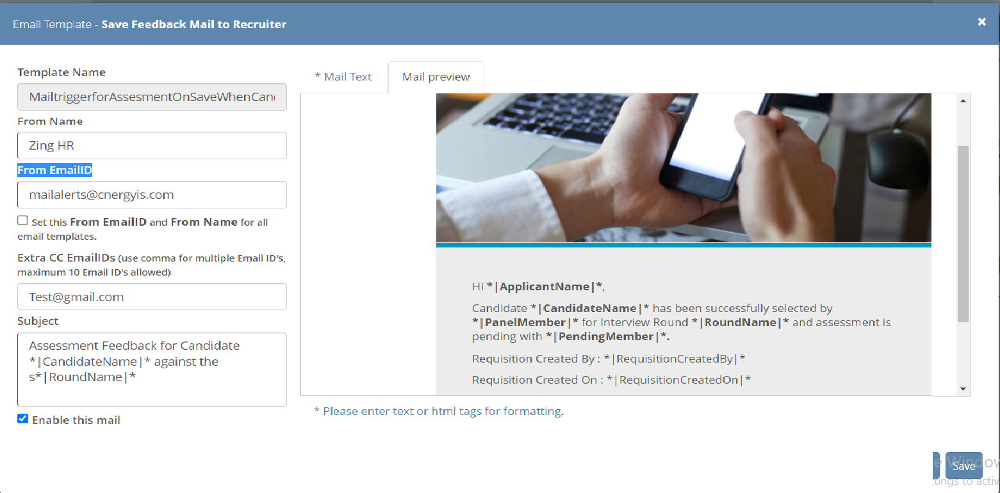 Email Template - Save Feedback Mail to Recruiter
Template Name
MailtriggerforAssesmentOnSaveWhenCan
From Name
Zing HR
From EmailID
mailalerts@cnergyis.com
Set this From EmailID and From Name for all
email templates.
Extra CC EmailIDs (use comma for multiple Email ID's,
maximum 10 Email ID's allowed)
Test@gmail.com
Subject
Assessment Feedback for Candidate
*|CandidateName|* against the
s*|RoundName|*
Enable this mail
* Mail Text
Mail preview
Hi *|ApplicantName|*,
Candidate *|CandidateName|* has been successfully selected by
*|PanelMember|* for Interview Round *|RoundName|* and assessment is
pending with *|PendingMember|*.
Requisition Created By : *|RequisitionCreatedBy|*
Requisition Created On : *|RequisitionCreatedOn|*
* Please enter text or html tags for formatting.
Save